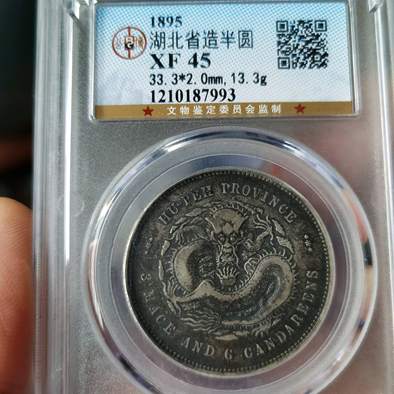 1895
湖北省造半圆
XF 45
33.3*2.0mm,13.3g
1210187993
★ 文物鉴定委员会监制 ★
HU-PEH PROVINCE
3 MACE AND 6 CANDAREENS